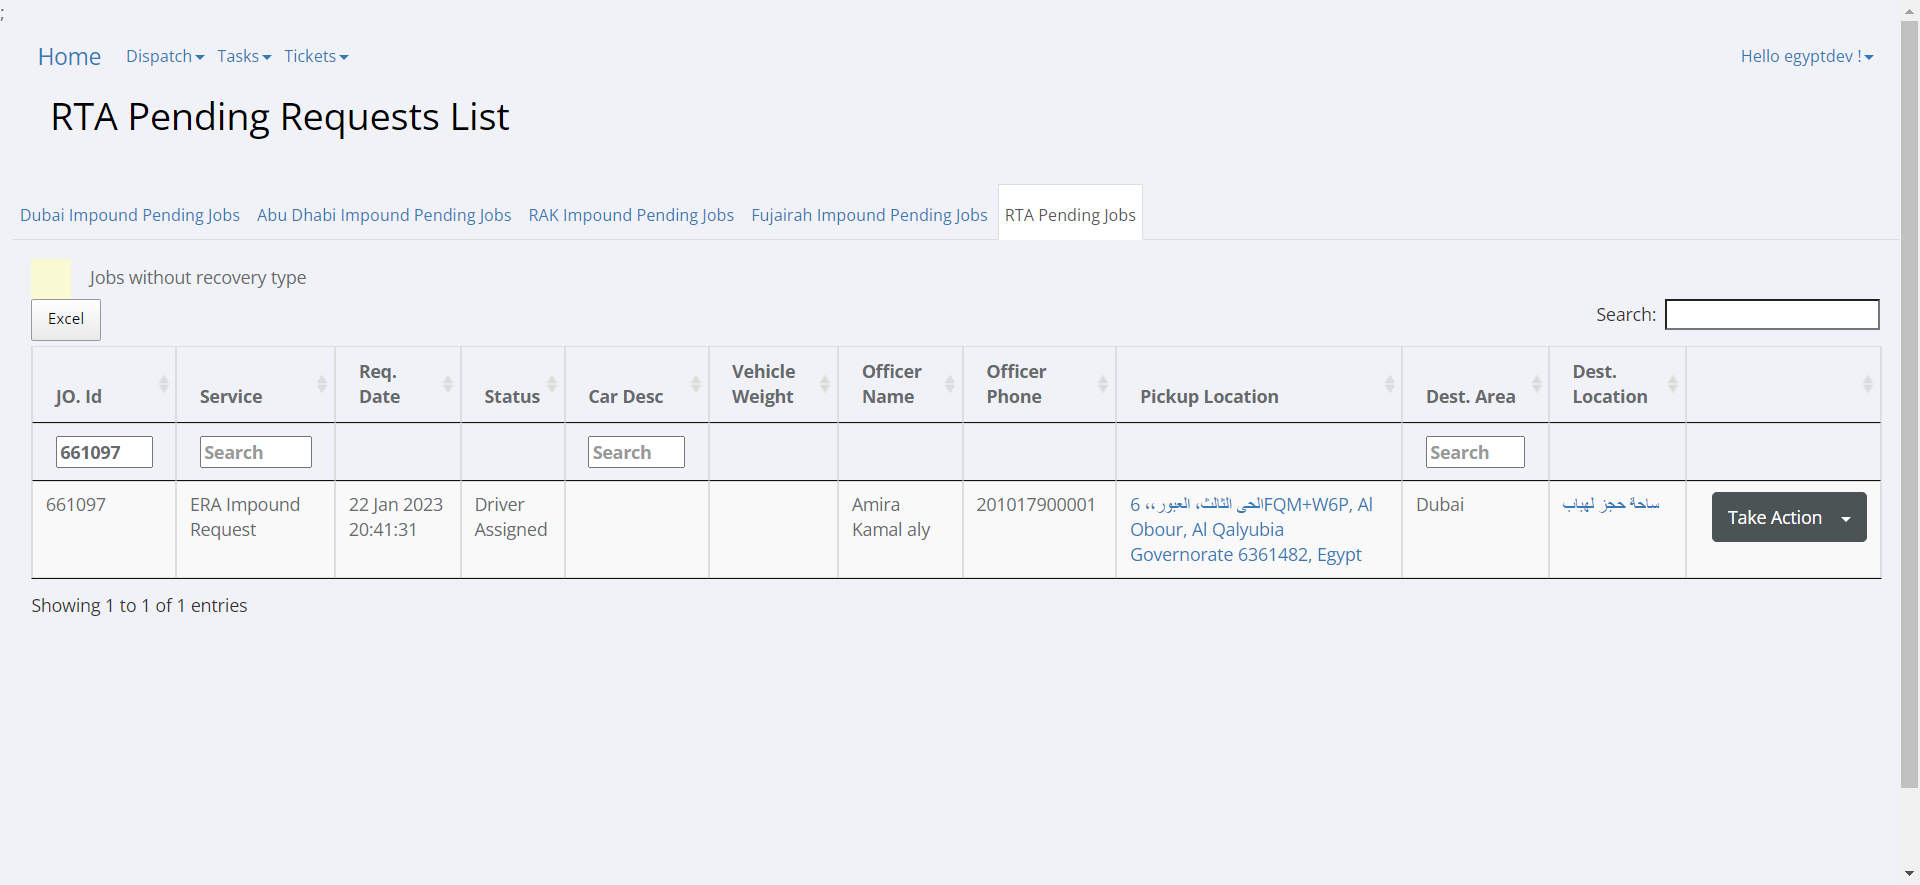 ;
Home Dispatch Tasks Tickets Hello egyptdev !
RTA Pending Requests List
Dubai Impound Pending Jobs Abu Dhabi Impound Pending Jobs RAK Impound Pending Jobs Fujairah Impound Pending Jobs RTA Pending Jobs
Jobs without recovery type
Excel
Search:
JO. Id
Service
Req.
Date
Status
Car Desc
Vehicle
Weight
Officer
Name
Officer
Phone
Pickup Location
Dest. Area
Dest.
Location
661097
Search
Search
Search
661097
ERA Impound
Request
22 Jan 2023
20:41:31
Driver
Assigned
Amira
Kamal aly
201017900001
6 الحى الثالث، العبور،، FQM+W6P, Al
Obour, Al Qalyubia
Governorate 6361482, Egypt
Dubai
ساحة حجز لهباب
Take Action
Showing 1 to 1 of 1 entries